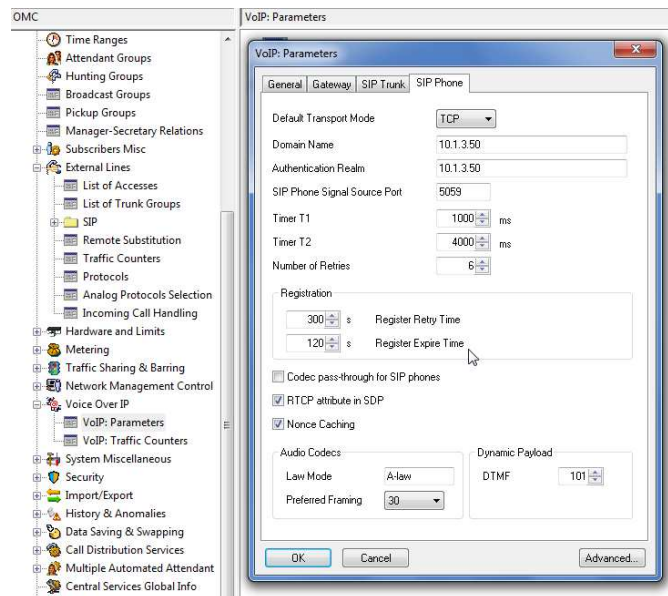 OMC
Time Ranges
Attendant Groups
Hunting Groups
Broadcast Groups
Pickup Groups
Manager-Secretary Relations
Subscribers Misc
External Lines
List of Accesses
List of Trunk Groups
SIP
Remote Substitution
Traffic Counters
Protocols
Analog Protocols Selection
Incoming Call Handling
Hardware and Limits
Metering
Traffic Sharing & Barring
Network Management Control
Voice Over IP
VoIP: Parameters
VoIP: Traffic Counters
System Miscellaneous
Security
Import/Export
History & Anomalies
Data Saving & Swapping
Call Distribution Services
Multiple Automated Attendant
Central Services Global Info
VoIP: Parameters
VoIP: Parameters
General Gateway SIP Trunk SIP Phone
Default Transport Mode TCP
Domain Name 10.1.3.50
Authentication Realm 10.1.3.50
SIP Phone Signal Source Port 5059
Timer T1 1000 ms
Timer T2 4000 ms
Number of Retries 6
Registration
300 s Register Retry Time
120 s Register Expire Time
Codec pass-through for SIP phones
RTCP attribute in SDP
Nonce Caching
Audio Codecs Dynamic Payload
Law Mode A-law DTMF 101
Preferred Framing 30
OK Cancel Advanced...